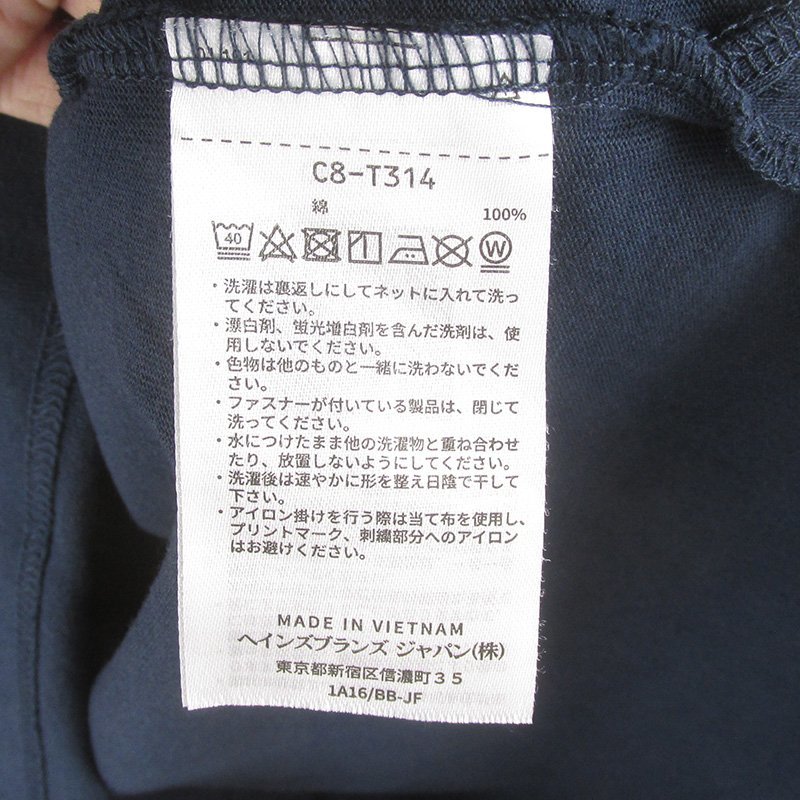 C8-T314
綿 100%
40 W
・洗濯は裏返しにしてネットに入れて洗っ
てください。
・漂白剤、蛍光増白剤を含んだ洗剤は、使
用しないでください。
・色物は他のものと一緒に洗わないでくだ
さい。
・ファスナーが付いている製品は、閉じて
洗ってください。
・水につけたまま他の洗濯物と重ね合わせ
たり、放置しないようにしてください。
・洗濯後は速やかに形を整え日陰で干して
下さい。
・アイロン掛けを行う際は当て布を使用し、
プリントマーク、刺繍部分へのアイロン
はお避けください。
MADE IN VIETNAM
ヘインズブランズ ジャパン(株)
東京都新宿区信濃町35
1A16/BB-JF